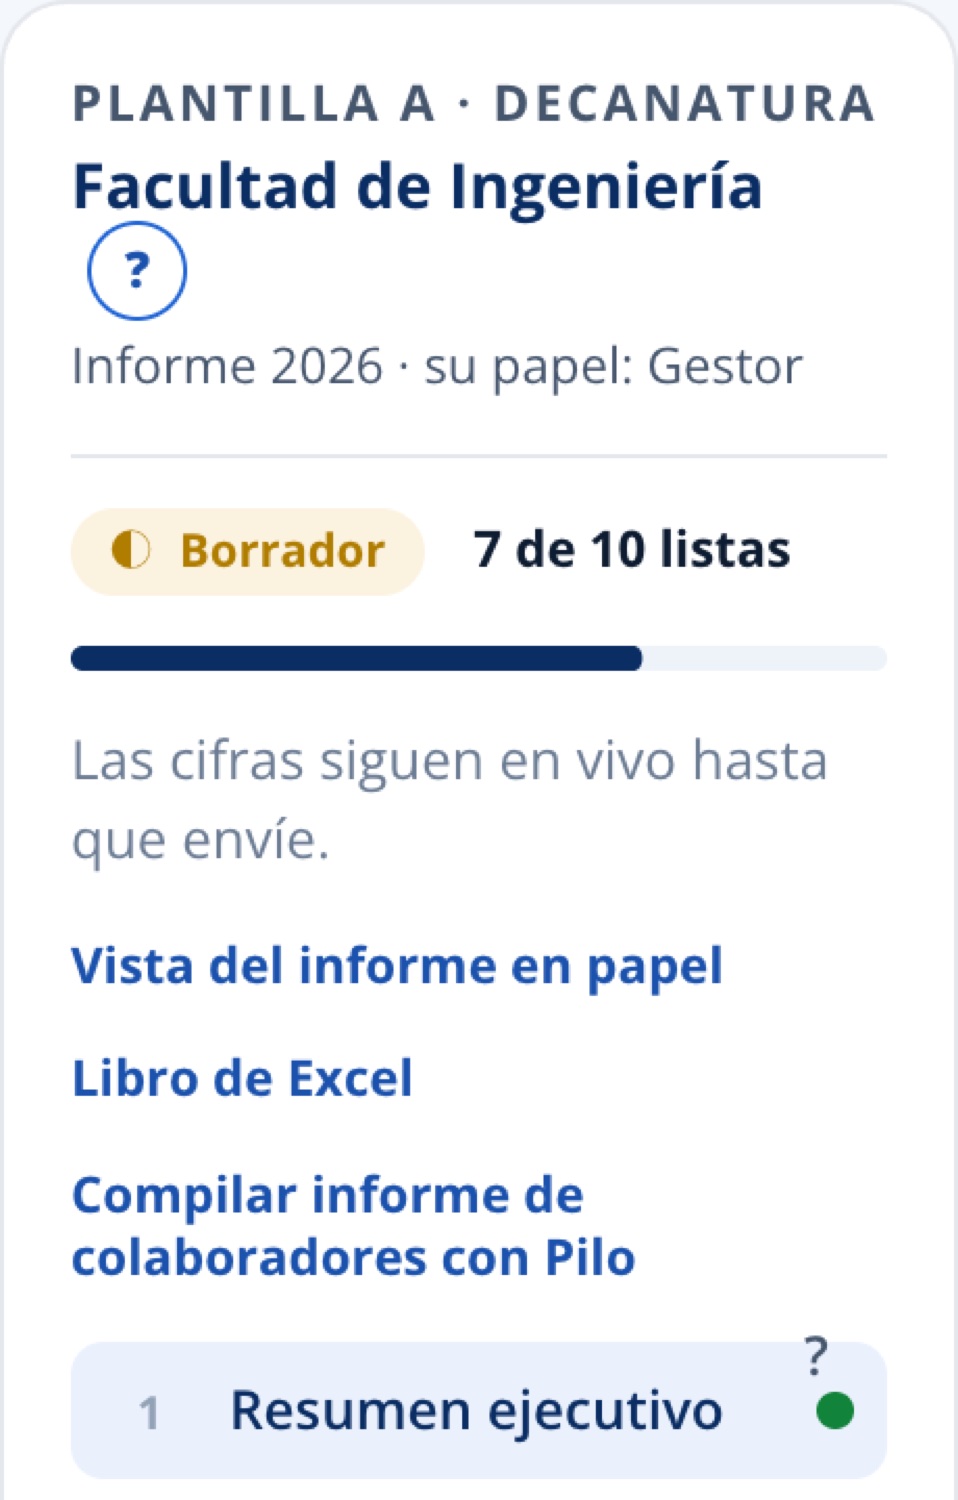 PLANTILLA A · DECANATURA
Facultad de Ingeniería
?
Informe 2026 · su papel: Gestor
Borrador 7 de 10 listas
Las cifras siguen en vivo hasta
que envíe.
Vista del informe en papel
Libro de Excel
Compilar informe de
colaboradores con Pilo
?
1 Resumen ejecutivo